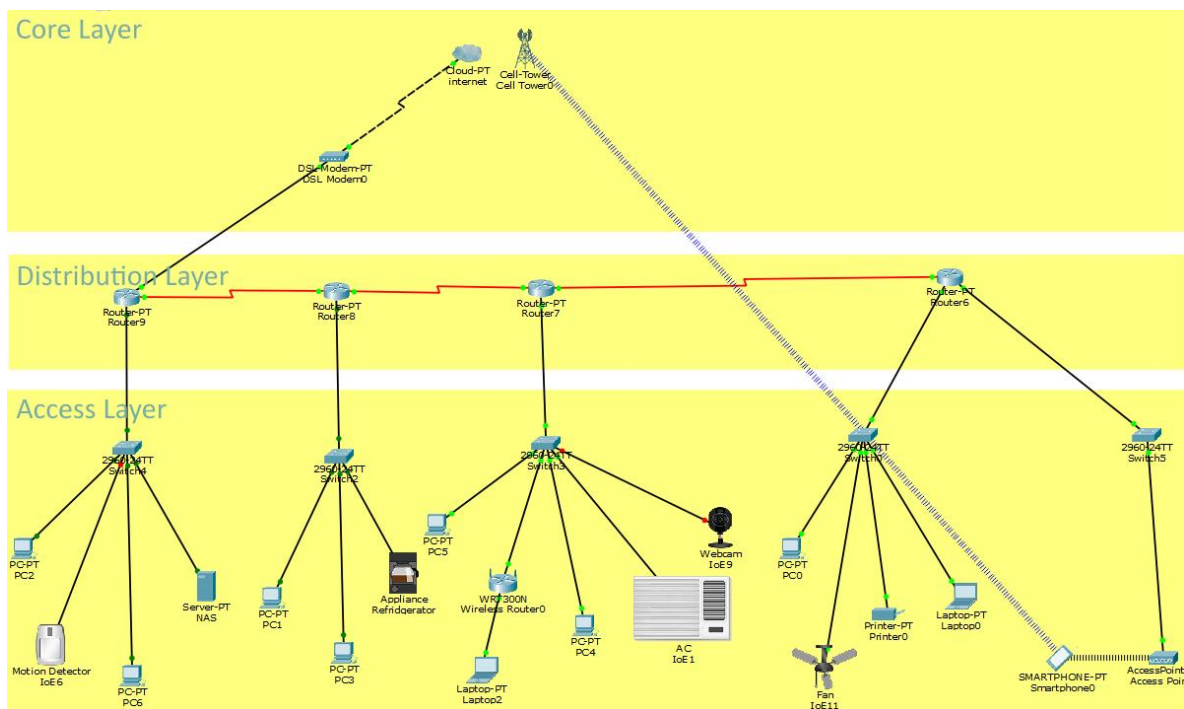 Core Layer
Cloud-PT
internet
Cell-Tower
Cell Tower0
DSL-Modem-PT
DSL Modem0
Distribution Layer
Router-PT
Router9
Router-PT
Router8
Router-PT
Router7
Router-PT
Router6
Access Layer
2960-24TT
Switch4
2960-24TT
Switch2
2960-24TT
Switch3
2960-24TT
2960-24TT
Switch5
PC-PT
PC2
Motion Detector
IoE6
PC-PT
PC6
Server-PT
NAS
PC-PT
PC1
PC-PT
PC3
Appliance
Refridgerator
PC-PT
PC5
WRT300N
Wireless Router0
Laptop-PT
Laptop2
PC-PT
PC4
AC
IoE1
Webcam
IoE9
PC-PT
PC0
Fan
IoE11
Printer-PT
Printer0
Laptop-PT
Laptop0
SMARTPHONE-PT
Smartphone0
AccessPoint
Access Poin